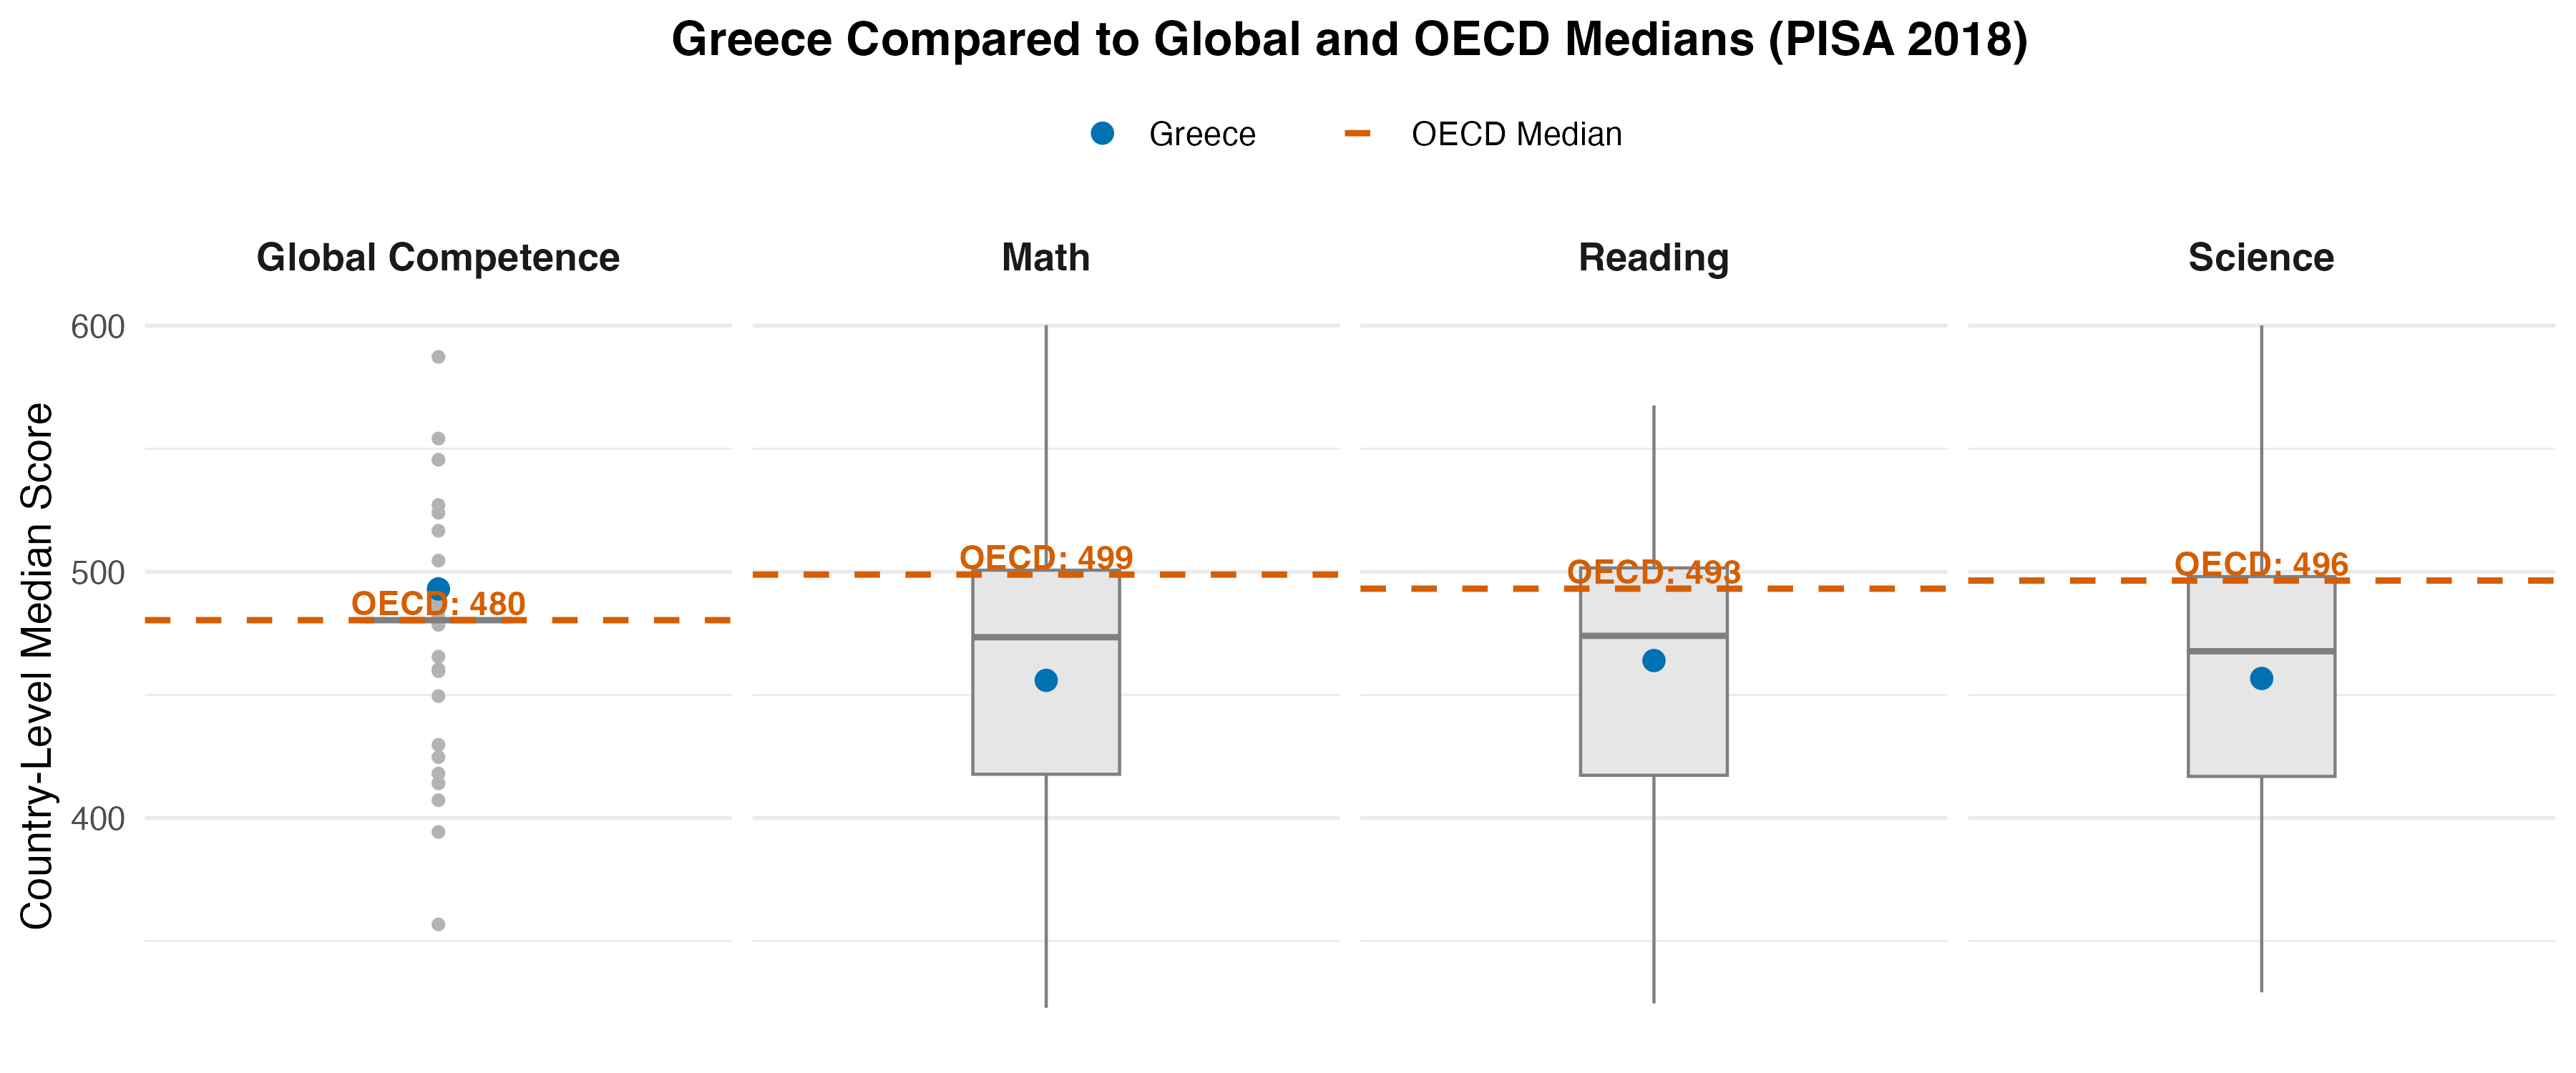 Greece Compared to Global and OECD Medians (PISA 2018)
Greece
OECD Median
Global Competence
Math
Reading
Science
Country-Level Median Score
600
500
400
OECD: 480
OECD: 499
OECD: 493
OECD: 496